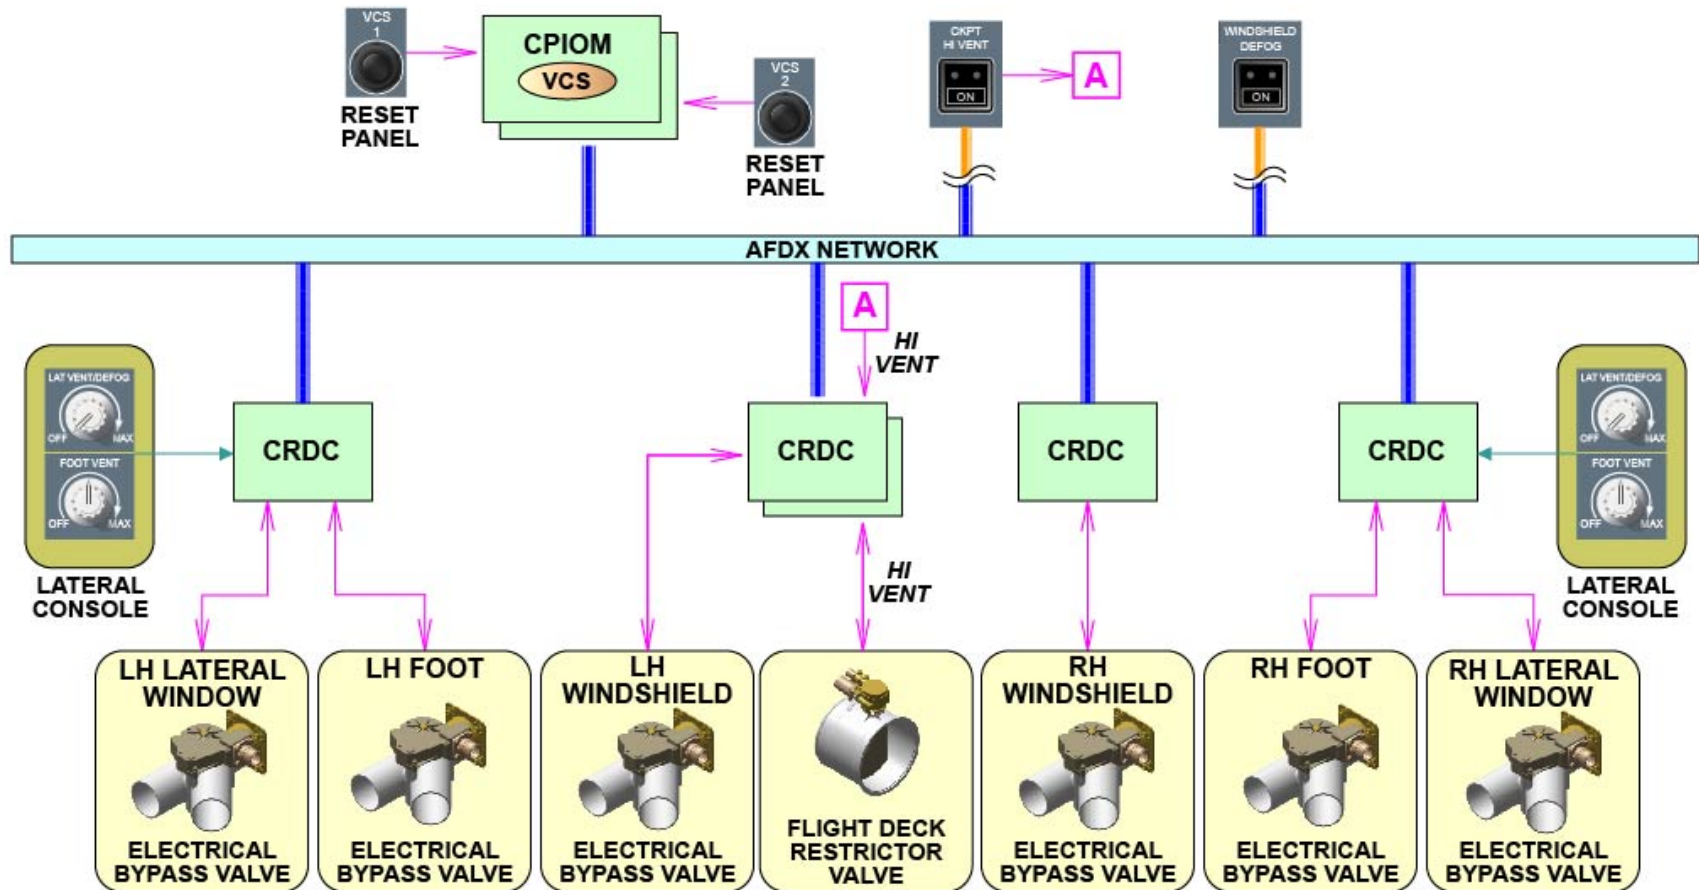 VCS
1
RESET
PANEL
CPIOM
VCS
VCS
2
RESET
PANEL
CKPT
HI VENT
ON
A
WINDSHIELD
DEFOG
ON
AFDX NETWORK
A
HI
VENT
LAT VENT/DEFOG
OFF MAX
FOOT VENT
OFF MAX
LATERAL
CONSOLE
CRDC
CRDC
CRDC
CRDC
LAT VENT/DEFOG
OFF MAX
FOOT VENT
OFF MAX
LATERAL
CONSOLE
HI
VENT
LH LATERAL
WINDOW
ELECTRICAL
BYPASS VALVE
LH FOOT
ELECTRICAL
BYPASS VALVE
LH
WINDSHIELD
ELECTRICAL
BYPASS VALVE
FLIGHT DECK
RESTRICTOR
VALVE
RH
WINDSHIELD
ELECTRICAL
BYPASS VALVE
RH FOOT
ELECTRICAL
BYPASS VALVE
RH LATERAL
WINDOW
ELECTRICAL
BYPASS VALVE